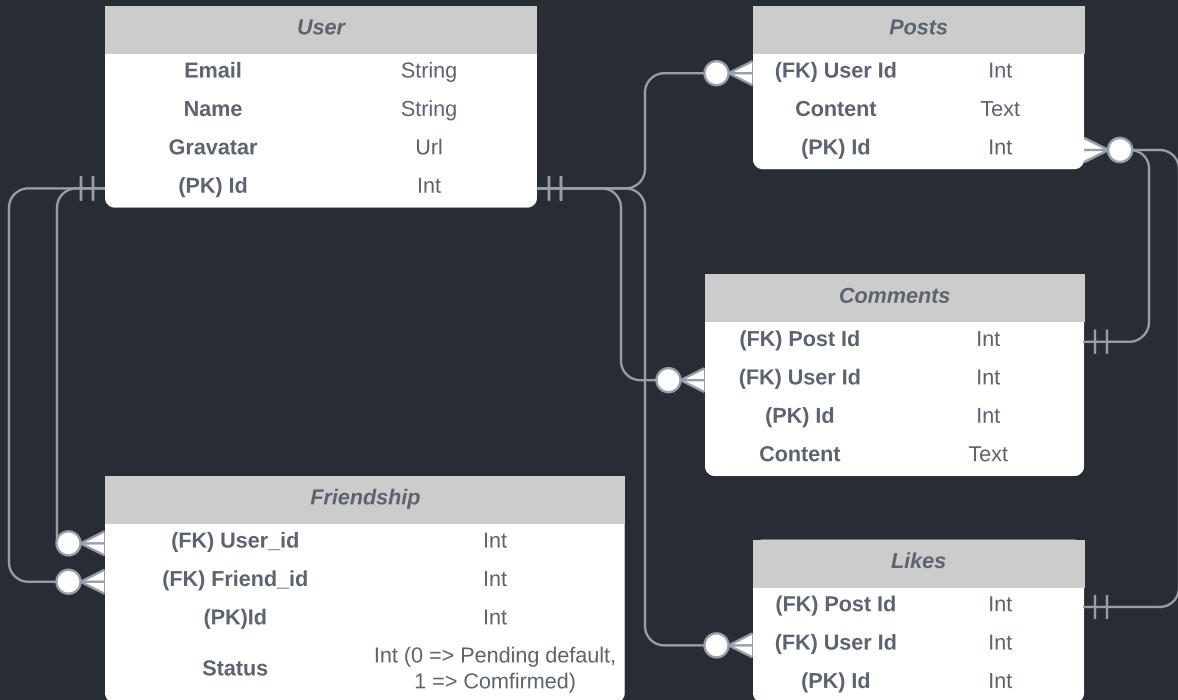 User
Email String
Name String
Gravatar Url
(PK) Id Int
Posts
(FK) User Id Int
Content Text
(PK) Id Int
Comments
(FK) Post Id Int
(FK) User Id Int
(PK) Id Int
Content Text
Friendship
(FK) User_id Int
(FK) Friend_id Int
(PK)Id Int
Status Int (0 => Pending default,
1 => Comfirmed)
Likes
(FK) Post Id Int
(FK) User Id Int
(PK) Id Int